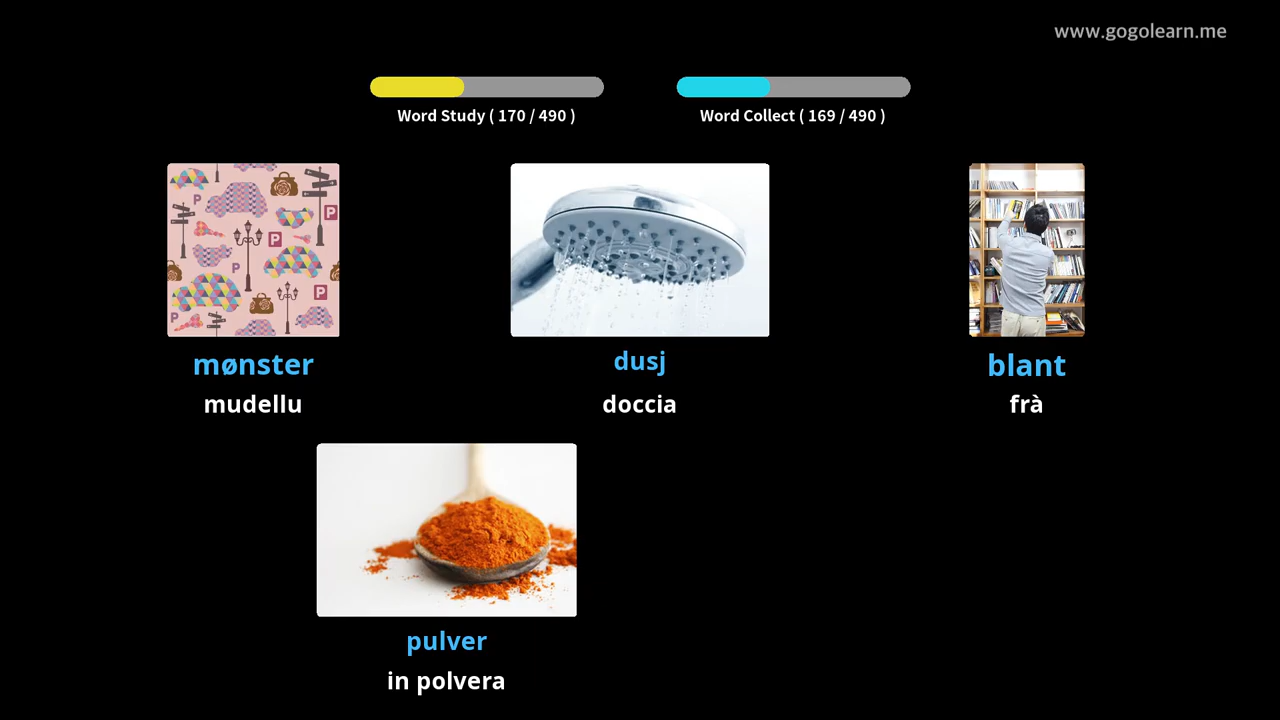 www.gogolearn.me
Word Study ( 170 / 490 )
Word Collect ( 169 / 490 )
P
P
P
P
P
P
mønster
dusj
blant
mudellu
doccia
frà
pulver
in polvera